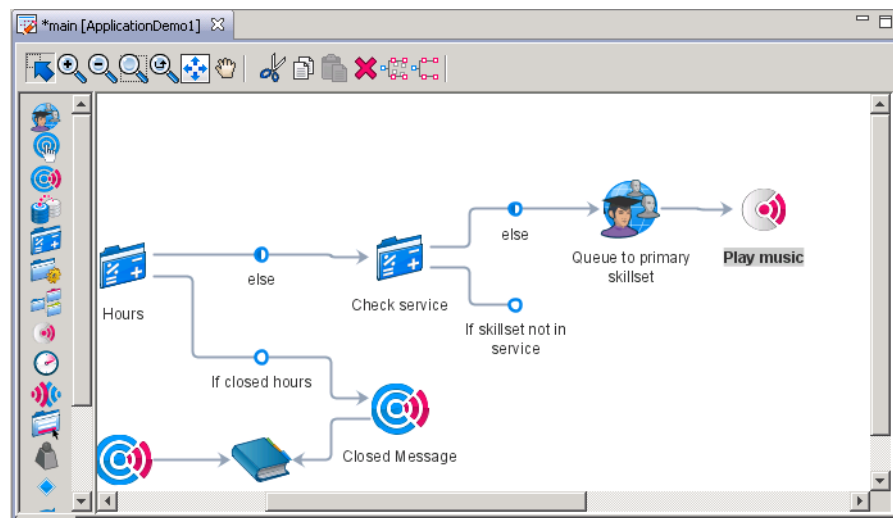 *main [ApplicationDemo1]
else
Queue to primary
skillset
Play music
else
Check service
Hours
If skillset not in
service
If closed hours
Closed Message